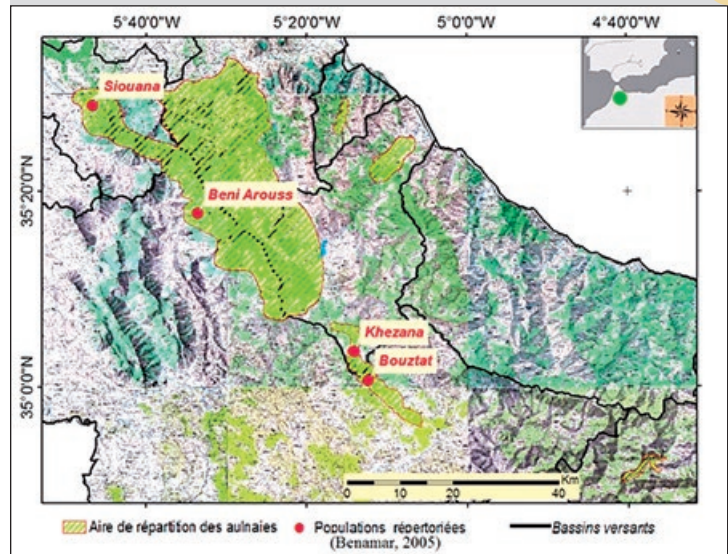 5°40'0"W 5°20'0"W 5°0'0"W 4°40'0"W
35°20'0"N
35°0'0"N
Siouana
Beni Arouss
Khezana
Bouztat
Km
0 5 10 20 30 40
Aire de répartition des aulnaies Populations répertoriées Bassins versants
(Benamar, 2005)